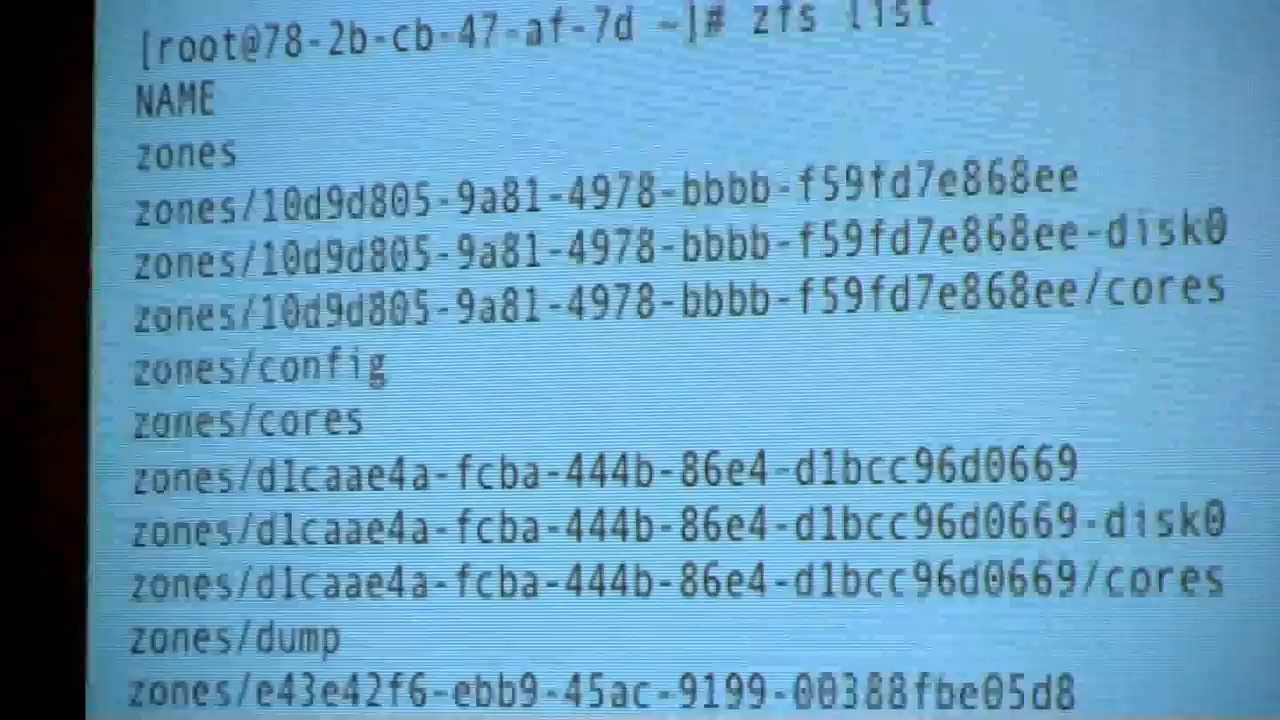 [root@78-2b-cb-47-af-7d ~]# zfs list
NAME
zones
zones/10d9d805-9a81-4978-bbbb-f59fd7e868ee
zones/10d9d805-9a81-4978-bbbb-f59fd7e868ee-disk0
zones/10d9d805-9a81-4978-bbbb-f59fd7e868ee/cores
zones/config
zones/cores
zones/d1caae4a-fcba-444b-86e4-d1bcc96d0669
zones/d1caae4a-fcba-444b-86e4-d1bcc96d0669-disk0
zones/d1caae4a-fcba-444b-86e4-d1bcc96d0669/cores
zones/dump
zones/e43e42f6-ebb9-45ac-9199-00388fbe05d8